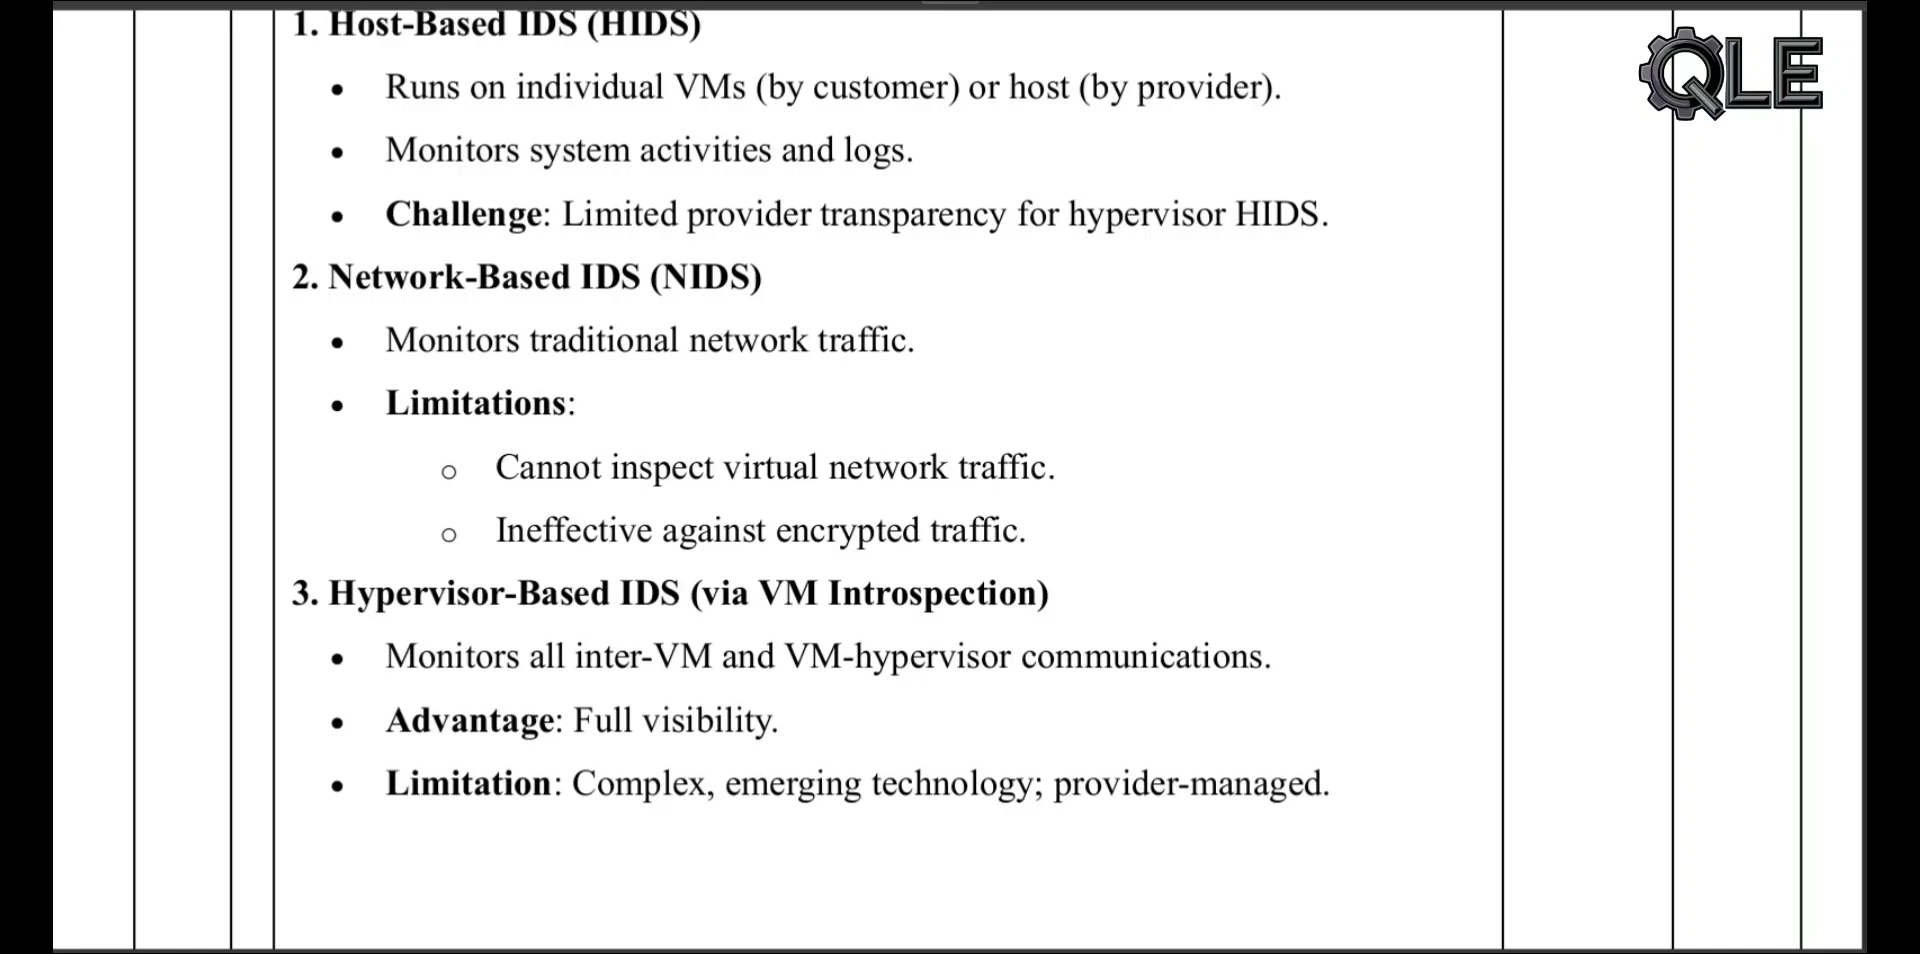 1. Host-Based IDS (HIDS)
• Runs on individual VMs (by customer) or host (by provider).
• Monitors system activities and logs.
• Challenge: Limited provider transparency for hypervisor HIDS.
2. Network-Based IDS (NIDS)
• Monitors traditional network traffic.
• Limitations:
o Cannot inspect virtual network traffic.
o Ineffective against encrypted traffic.
3. Hypervisor-Based IDS (via VM Introspection)
• Monitors all inter-VM and VM-hypervisor communications.
• Advantage: Full visibility.
• Limitation: Complex, emerging technology; provider-managed.
QLE